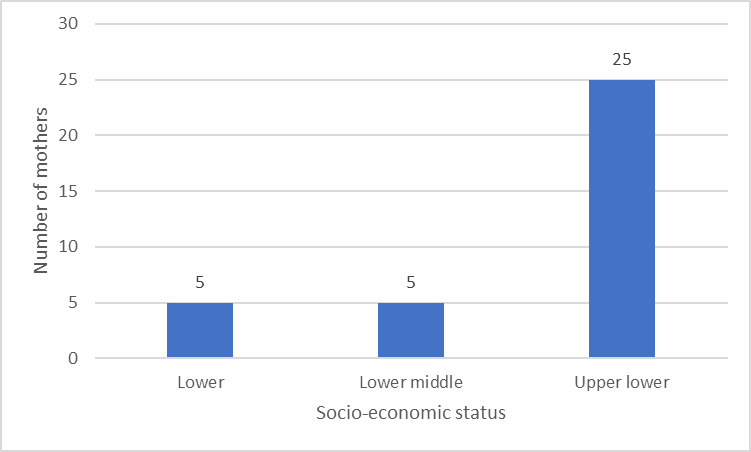 30
25
20
15
10
5
0
Number of mothers
5
5
25
Lower
Lower middle
Upper lower
Socio-economic status